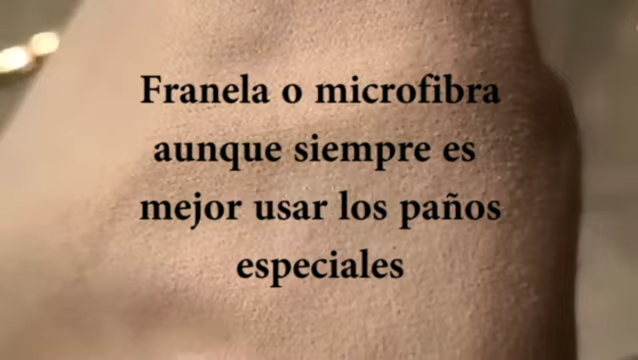 Franela o microfibra
aunque siempre es
mejor usar los paños
especiales